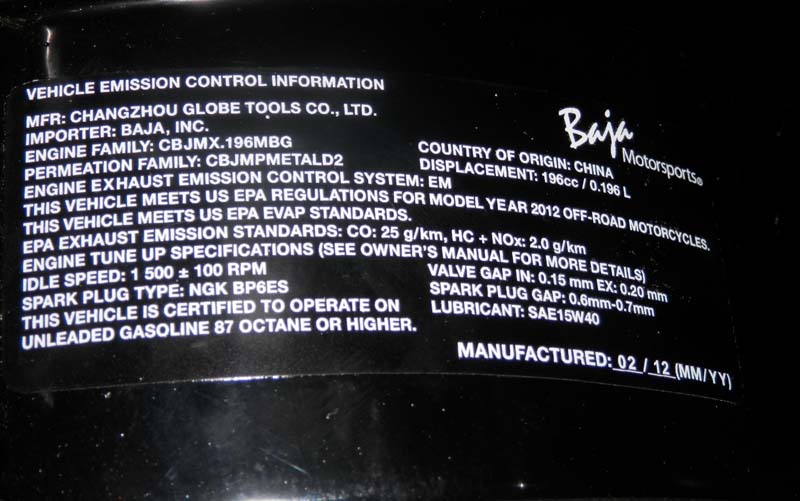 VEHICLE EMISSION CONTROL INFORMATION
Baja
Motorsports®
MFR: CHANGZHOU GLOBE TOOLS CO., LTD.
IMPORTER: BAJA, INC.
ENGINE FAMILY: CBJMX.196MBG
COUNTRY OF ORIGIN: CHINA
PERMEATION FAMILY: CBJMPMETALD2
DISPLACEMENT: 196cc / 0.196 L
ENGINE EXHAUST EMISSION CONTROL SYSTEM: EM
THIS VEHICLE MEETS US EPA REGULATIONS FOR MODEL YEAR 2012 OFF-ROAD MOTORCYCLES.
THIS VEHICLE MEETS US EPA EVAP STANDARDS.
EPA EXHAUST EMISSION STANDARDS: CO: 25 g/km, HC + NOx: 2.0 g/km
ENGINE TUNE UP SPECIFICATIONS (SEE OWNER'S MANUAL FOR MORE DETAILS)
IDLE SPEED: 1 500 ± 100 RPM
VALVE GAP IN: 0.15 mm EX: 0.20 mm
SPARK PLUG TYPE: NGK BP6ES
SPARK PLUG GAP: 0.6mm-0.7mm
THIS VEHICLE IS CERTIFIED TO OPERATE ON
LUBRICANT: SAE15W40
UNLEADED GASOLINE 87 OCTANE OR HIGHER.
MANUFACTURED: 02 / 12 (MM/YY)